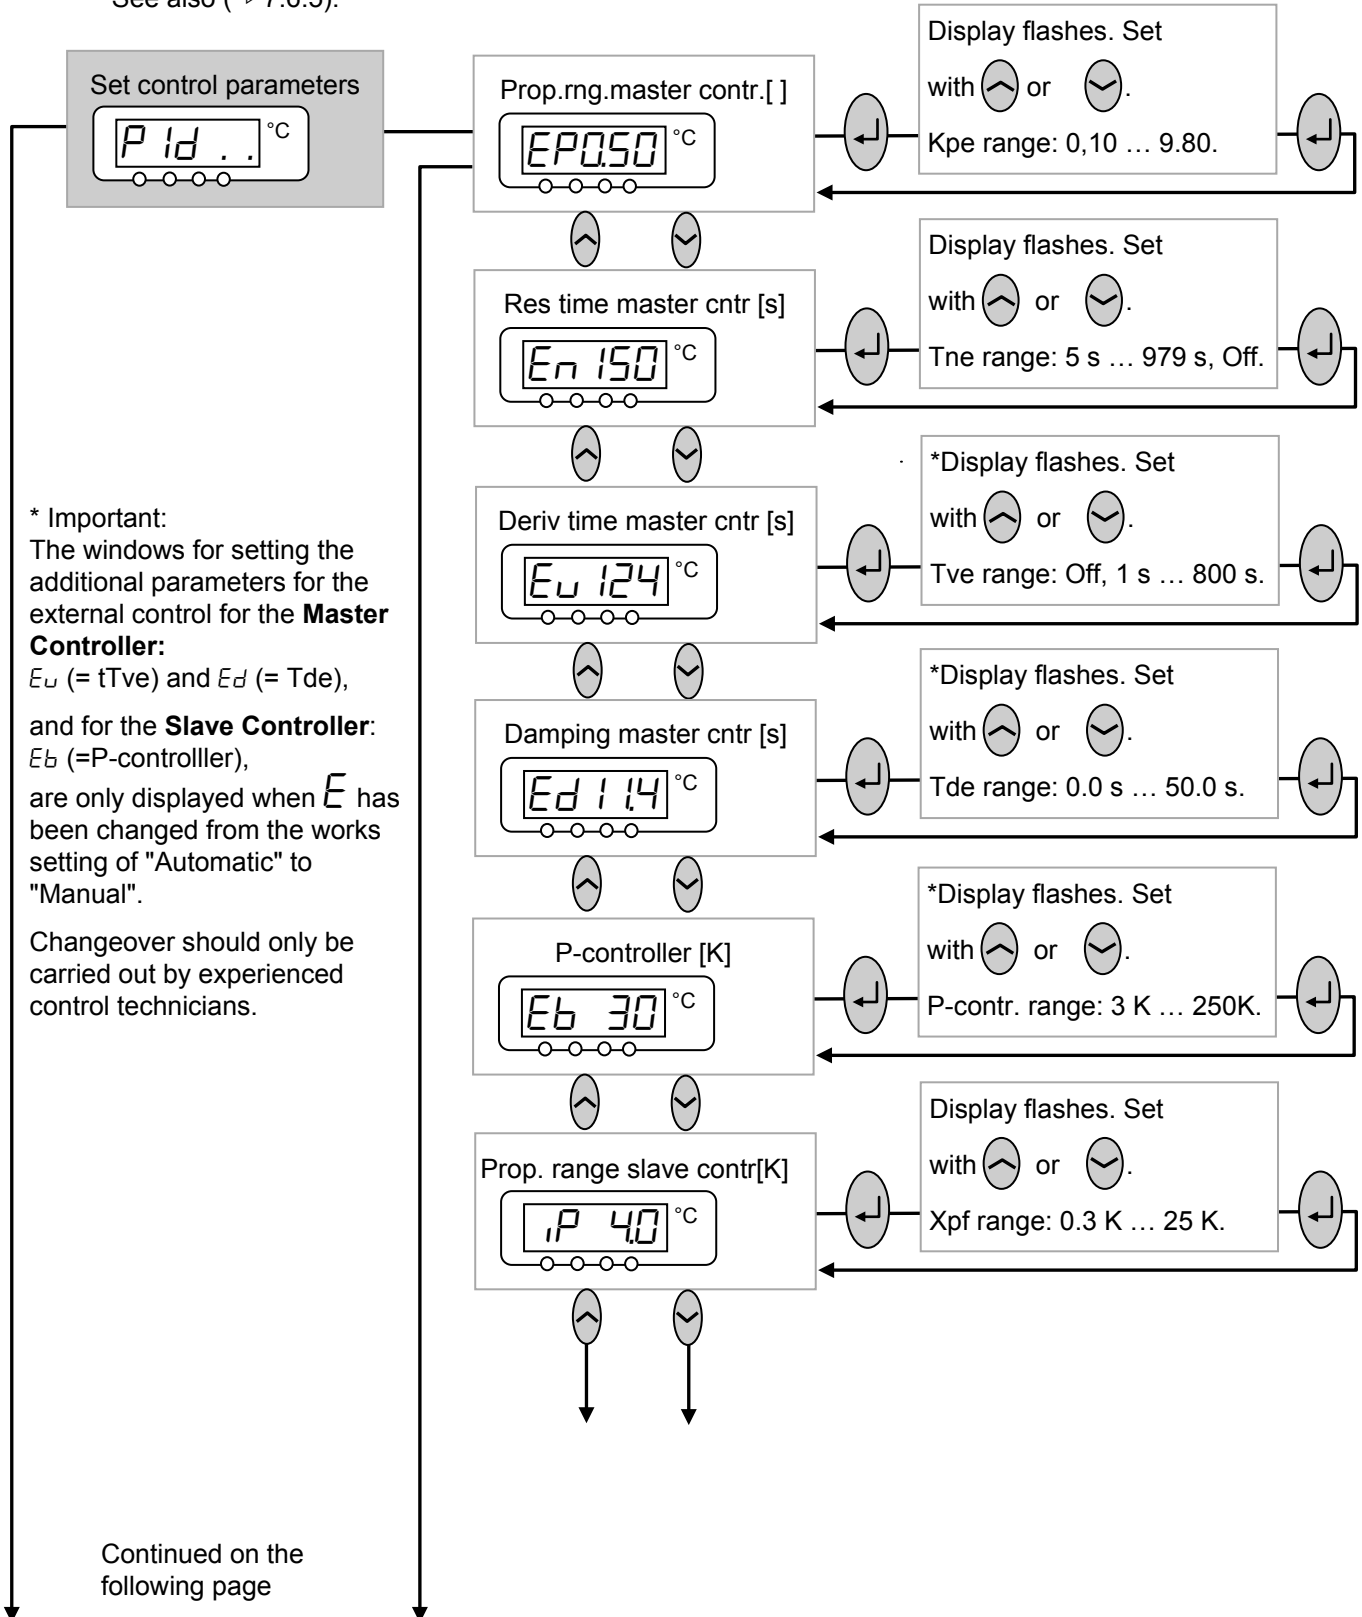 See also (
7.6.5).
Set control parameters
PId . . °C
Prop.rng.master contr.[ ]
EP0.50 °C
Display flashes. Set
with or .
Kpe range: 0,10 … 9.80.
Res time master cntr [s]
En 150 °C
Display flashes. Set
with or .
Tne range: 5 s … 979 s, Off.
Deriv time master cntr [s]
Eu 124 °C
*Display flashes. Set
with or .
Tve range: Off, 1 s … 800 s.
Damping master cntr [s]
Ed 11.4 °C
*Display flashes. Set
with or .
Tde range: 0.0 s … 50.0 s.
P-controller [K]
Eb 30 °C
*Display flashes. Set
with or .
P-contr. range: 3 K … 250K.
Prop. range slave contr[K]
iP 4.0 °C
Display flashes. Set
with or .
Xpf range: 0.3 K … 25 K.
* Important:
The windows for setting the
additional parameters for the
external control for the Master
Controller:
Eu (= tTve) and Ed (= Tde),
and for the Slave Controller:
Eb (=P-controlller),
are only displayed when E has
been changed from the works
setting of "Automatic" to
"Manual".
Changeover should only be
carried out by experienced
control technicians.
Continued on the
following page